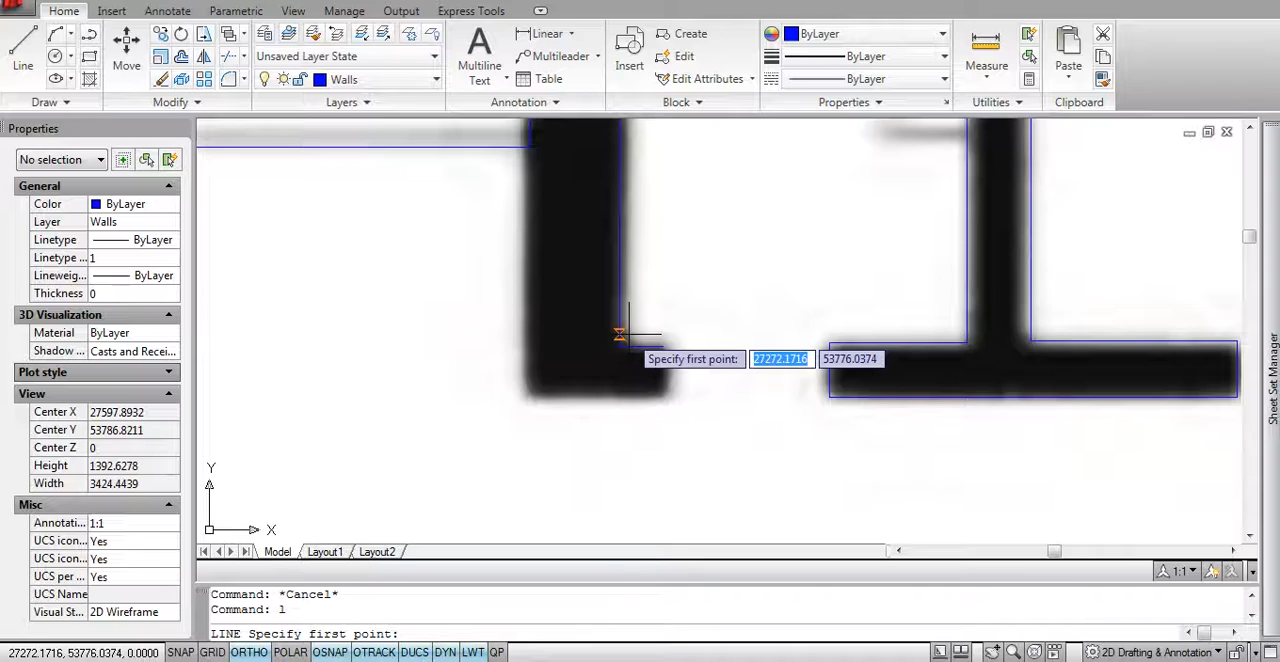 Home Insert Annotate Parametric View Manage Output Express Tools
Line
Move
Unsaved Layer State
Walls
Multiline
Text
Linear
Multileader
Table
Insert
Create
Edit
Edit Attributes
ByLayer
ByLayer
ByLayer
Measure
Paste
Draw Modify Layers Annotation Block Properties Utilities Clipboard
Properties
No selection
General
Color ByLayer
Layer Walls
Linetype ByLayer
Linetype ... 1
Lineweig... ByLayer
Thickness 0
3D Visualization
Material ByLayer
Shadow ... Casts and Recei...
Plot style
View
Center X 27597.8932
Center Y 53786.8211
Center Z 0
Height 1392.6278
Width 3424.4439
Misc
Annotati... 1:1
UCS icon... Yes
UCS icon... Yes
UCS per ... Yes
UCS Name
Visual St... 2D Wireframe
Specify first point: 27272.1716 53776.0374
Y
X
Model Layout1 Layout2
1:1
Sheet Set Manager
Command: *Cancel*
Command: l
LINE Specify first point:
27272.1716, 53776.0374, 0.0000 SNAP GRID ORTHO POLAR OSNAP OTRACK DUCS DYN LWT QP 2D Drafting & Annotation